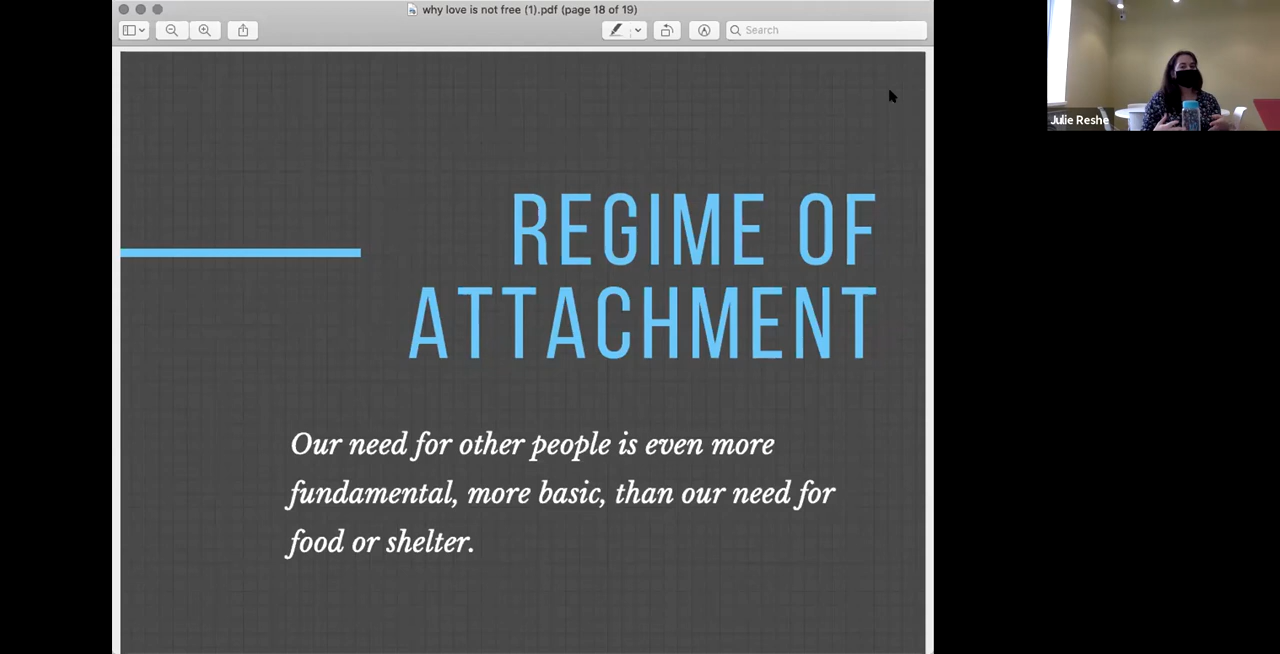 why love is not free (1).pdf (page 18 of 19)
Search
Julie Reshe
REGIME OF
ATTACHMENT
Our need for other people is even more
fundamental, more basic, than our need for
food or shelter.